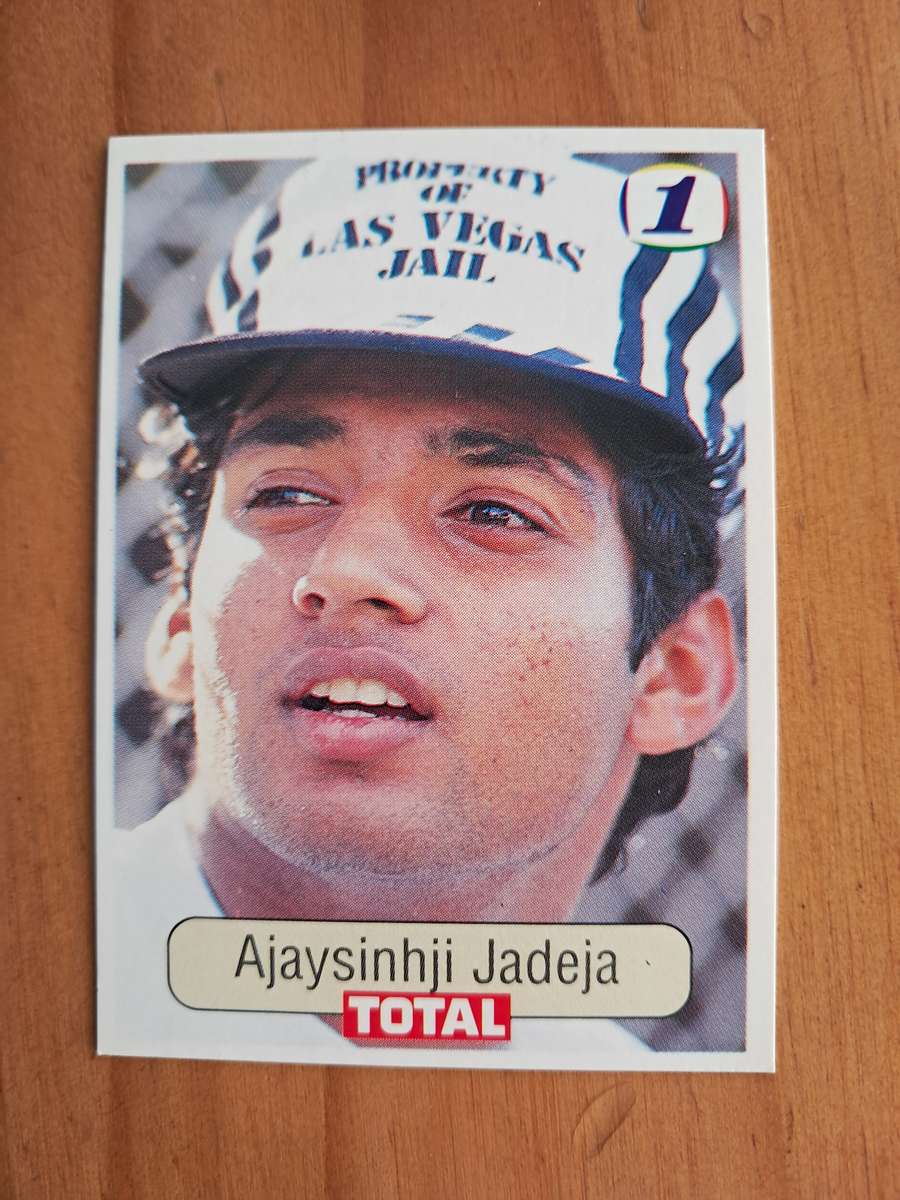 PROPERTY
OF
LAS VEGAS
JAIL
1
Ajaysinhji Jadeja
TOTAL